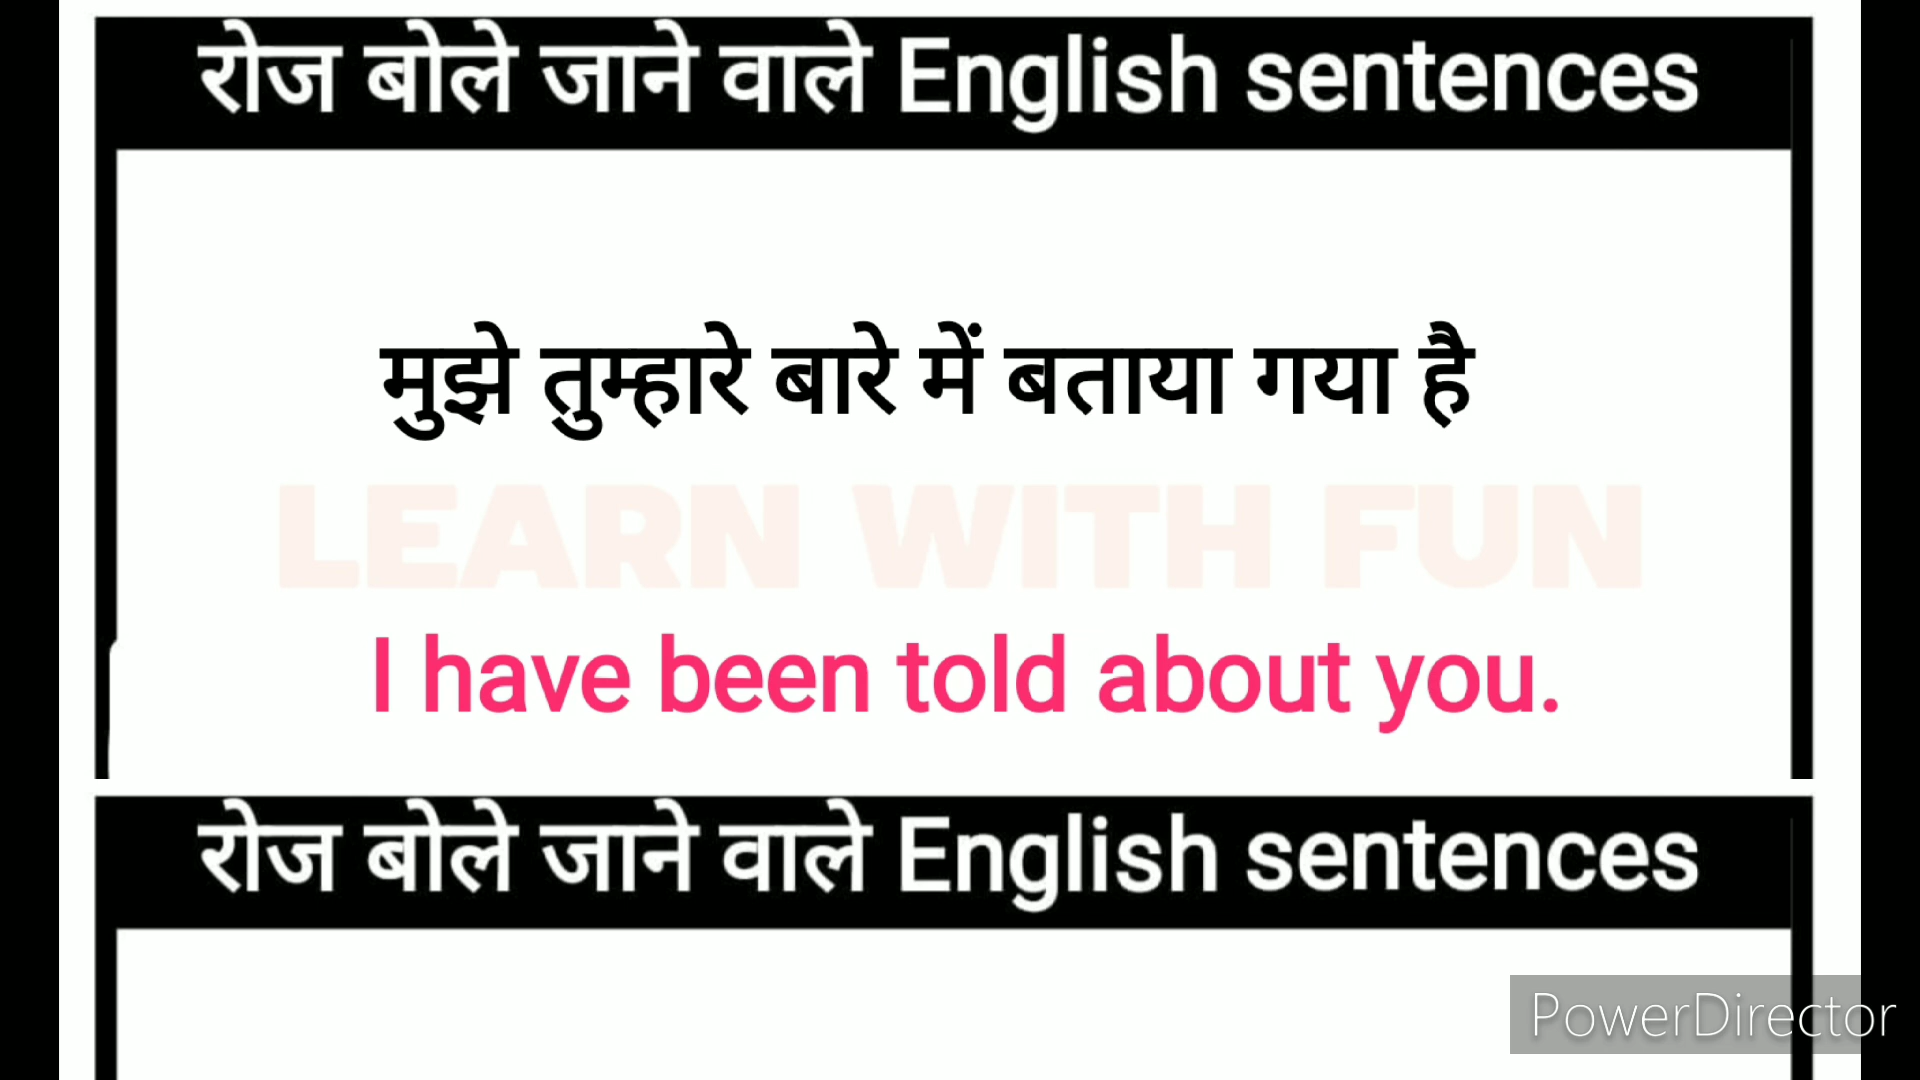 रोज बोले जाने वाले English sentences
मुझे तुम्हारे बारे में बताया गया है
LEARN WITH FUN
I have been told about you.
रोज बोले जाने वाले English sentences
PowerDirector